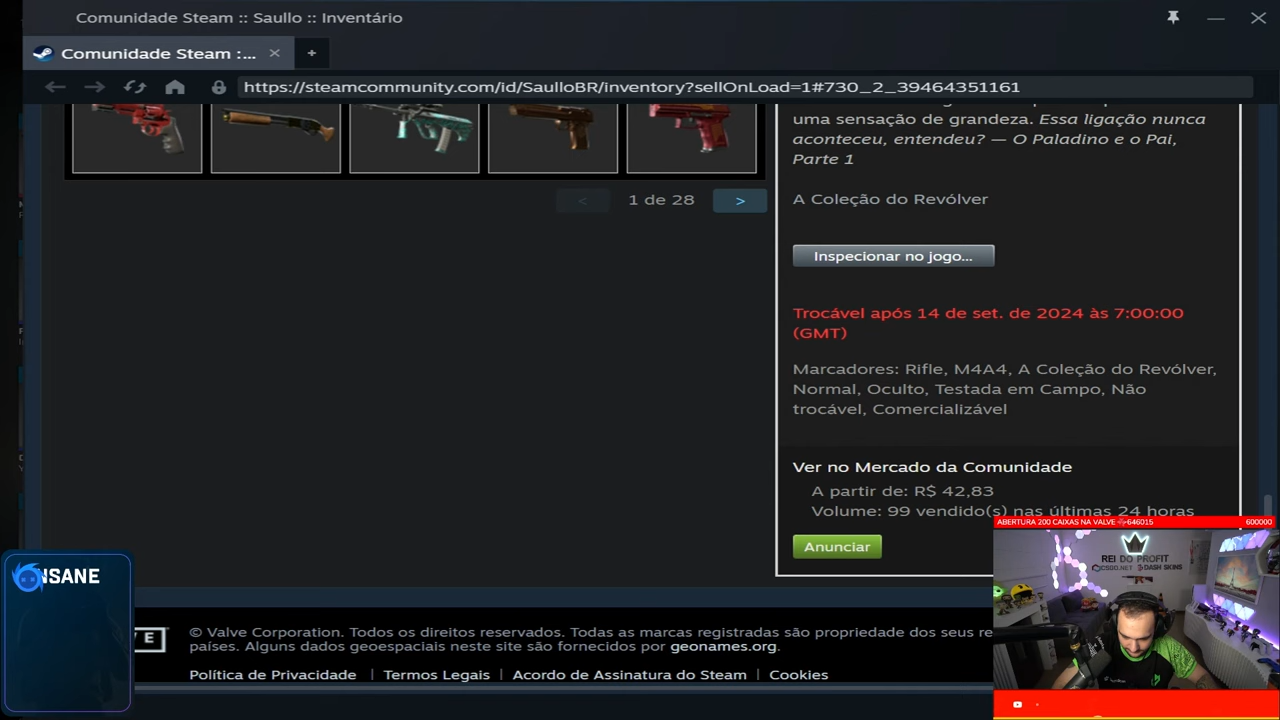 Comunidade Steam :: Saullo :: Inventário
Comunidade Steam :...
https://steamcommunity.com/id/SaulloBR/inventory?sellOnLoad=1#730_2_39464351161
uma sensação de grandeza. Essa ligação nunca
aconteceu, entendeu? — O Paladino e o Pai,
Parte 1
< 1 de 28 >
A Coleção do Revólver
Inspecionar no jogo...
Trocável após 14 de set. de 2024 às 7:00:00
(GMT)
Marcadores: Rifle, M4A4, A Coleção do Revólver,
Normal, Oculto, Testada em Campo, Não
trocável, Comercializável
Ver no Mercado da Comunidade
A partir de: R$ 42,83
Volume: 99 vendido(s) nas últimas 24 horas
Anunciar
ABERTURA 200 CAIXAS NA VALVE
646015
600000
REI DO PROFIT
CSGO.NET DASH SKINS
NSANE
VE
© Valve Corporation. Todos os direitos reservados. Todas as marcas registradas são propriedade dos seus re
países. Alguns dados geoespaciais neste site são fornecidos por geonames.org.
Política de Privacidade | Termos Legais | Acordo de Assinatura do Steam | Cookies